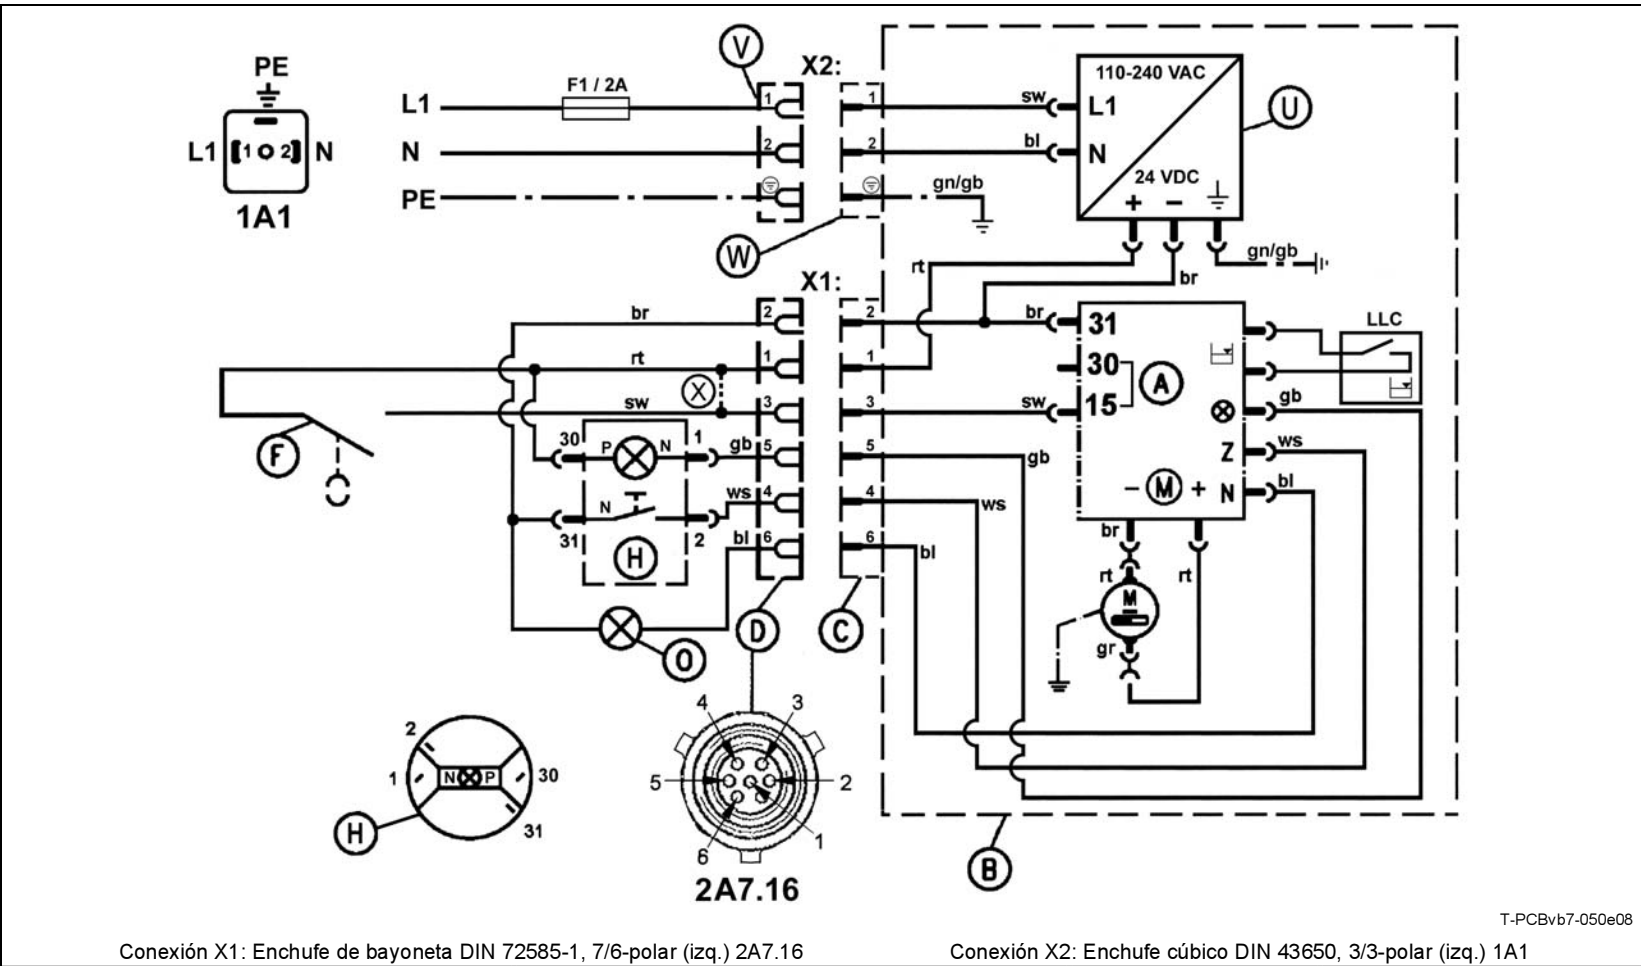 PE
L1 1 2 N
1A1
L1
F1 / 2A
N
PE
V
X2:
1 1
2 2
W
sw
bl
gn/gb
110-240 VAC
L1
N
24 VDC
+ −
U
rt
br
gn/gb
X1:
br 2 2
rt 1 1
X
sw 3 3
gb 5 5
ws 4 4
bl 6 6
F
30 P N 1
31 N 2
H
O
D
C
br 31
30
sw 15
A
LLC
gb
Z ws
N bl
− M +
br
rt rt
M
gr
gb
ws
bl
B
2
1 N P 30
31
H
4 3
5 2
6 1
2A7.16
T-PCBvb7-050e08
Conexión X1: Enchufe de bayoneta DIN 72585-1, 7/6-polar (izq.) 2A7.16
Conexión X2: Enchufe cúbico DIN 43650, 3/3-polar (izq.) 1A1